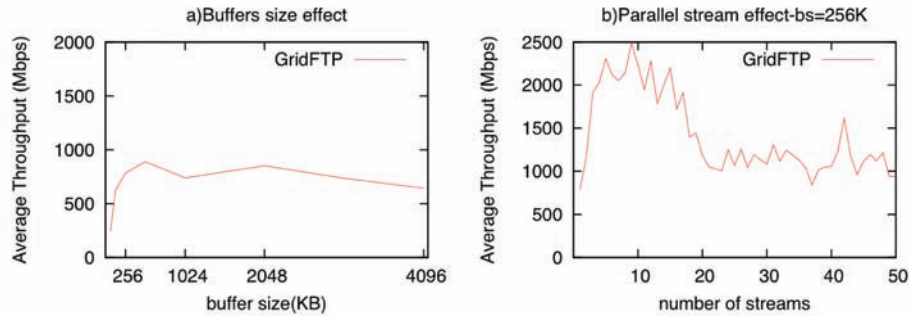 a)Buffers size effect
2000
1500
1000
500
0
256 1024 2048 4096
Average Throughput (Mbps)
buffer size(KB)
GridFTP
b)Parallel stream effect-bs=256K
2500
2000
1500
1000
500
0
10 20 30 40 50
Average Throughput (Mbps)
number of streams
GridFTP